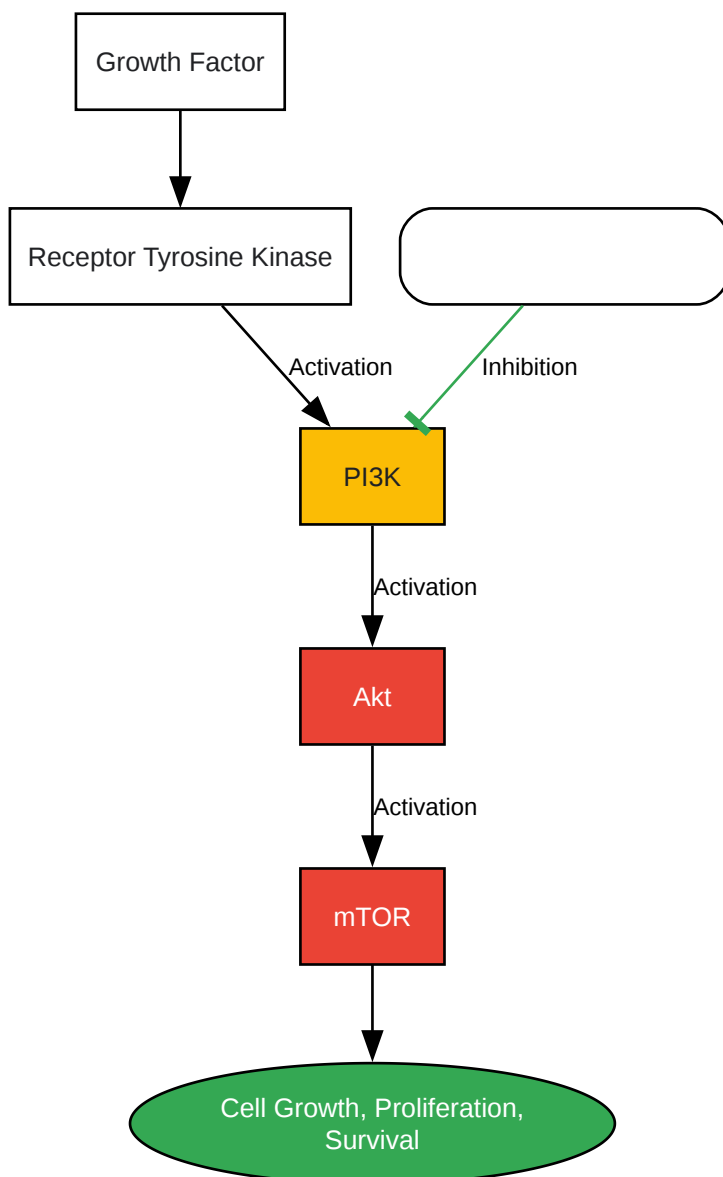 Growth Factor
Receptor Tyrosine Kinase
Activation
Inhibition
PI3K
Activation
Akt
Activation
mTOR
Cell Growth, Proliferation,
Survival